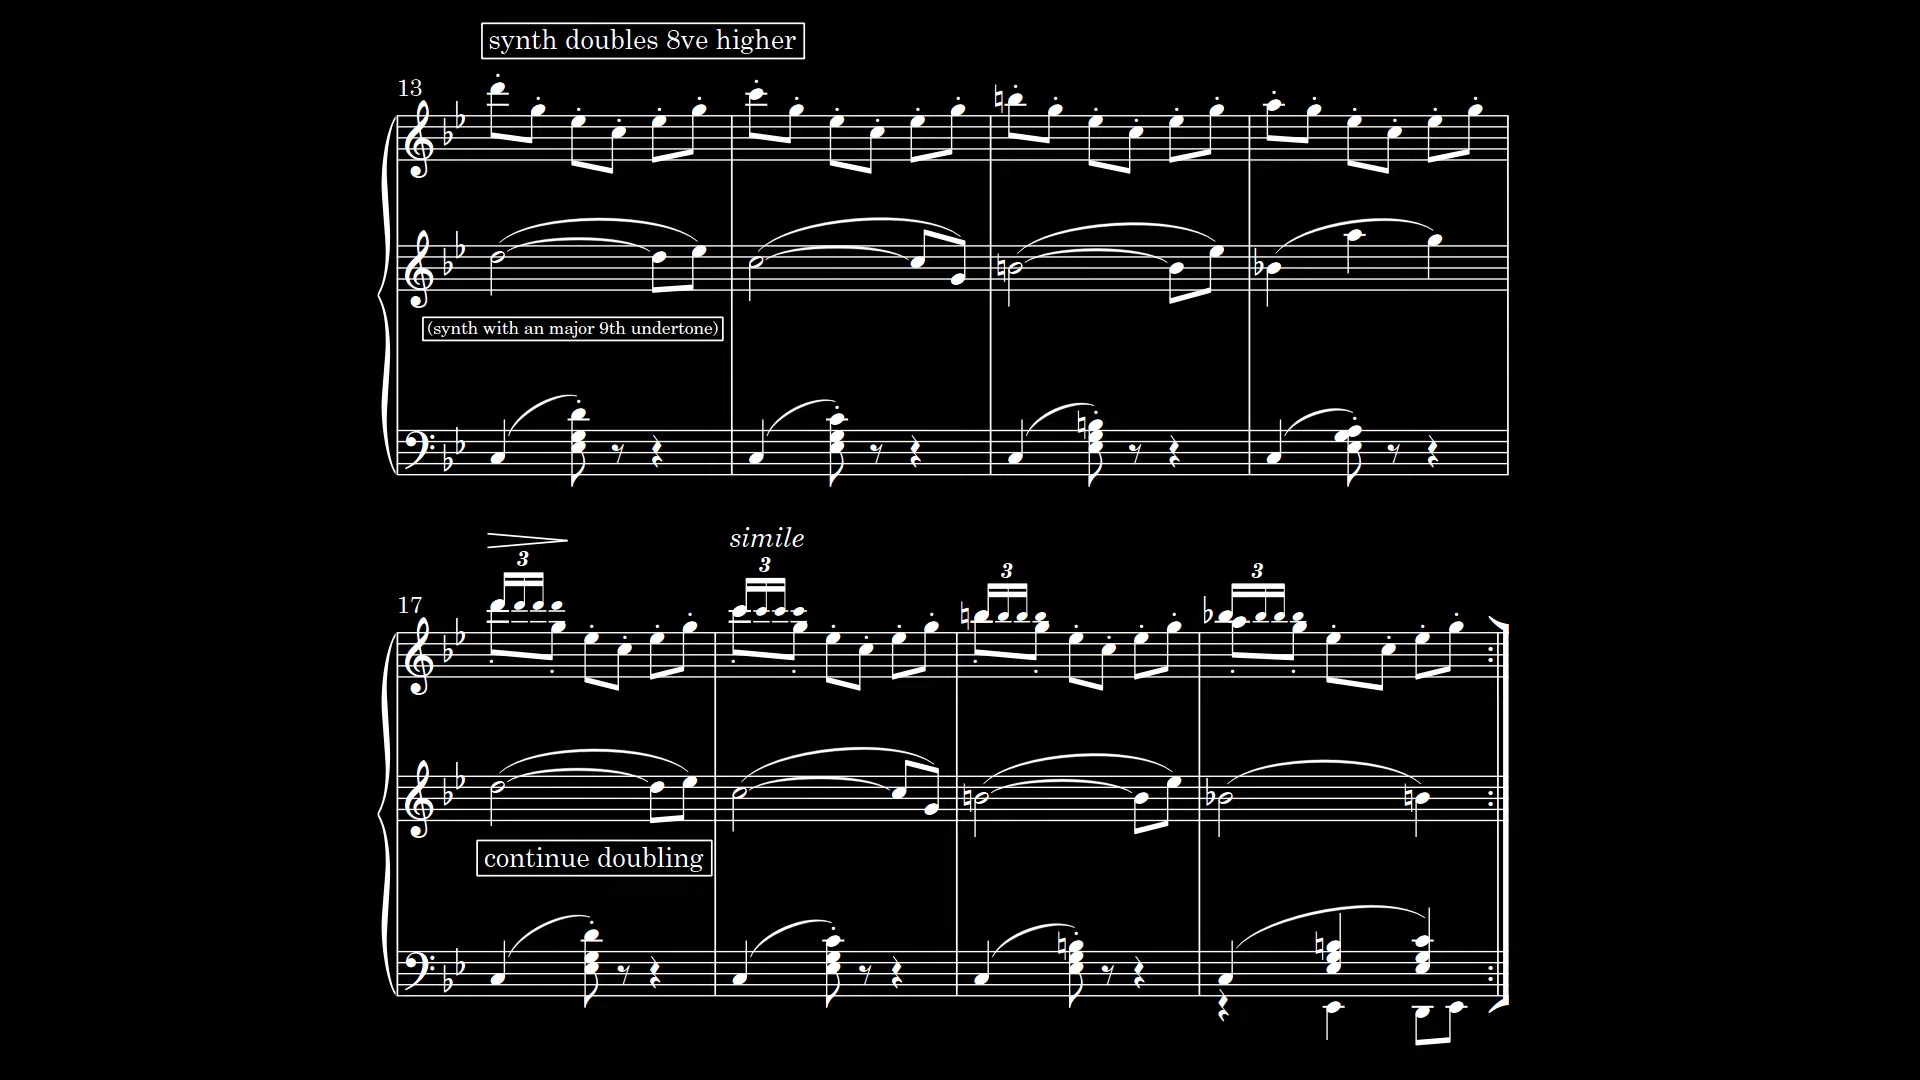 synth doubles 8ve higher
13
(synth with an major 9th undertone)
simile
3 3 3 3
17
continue doubling